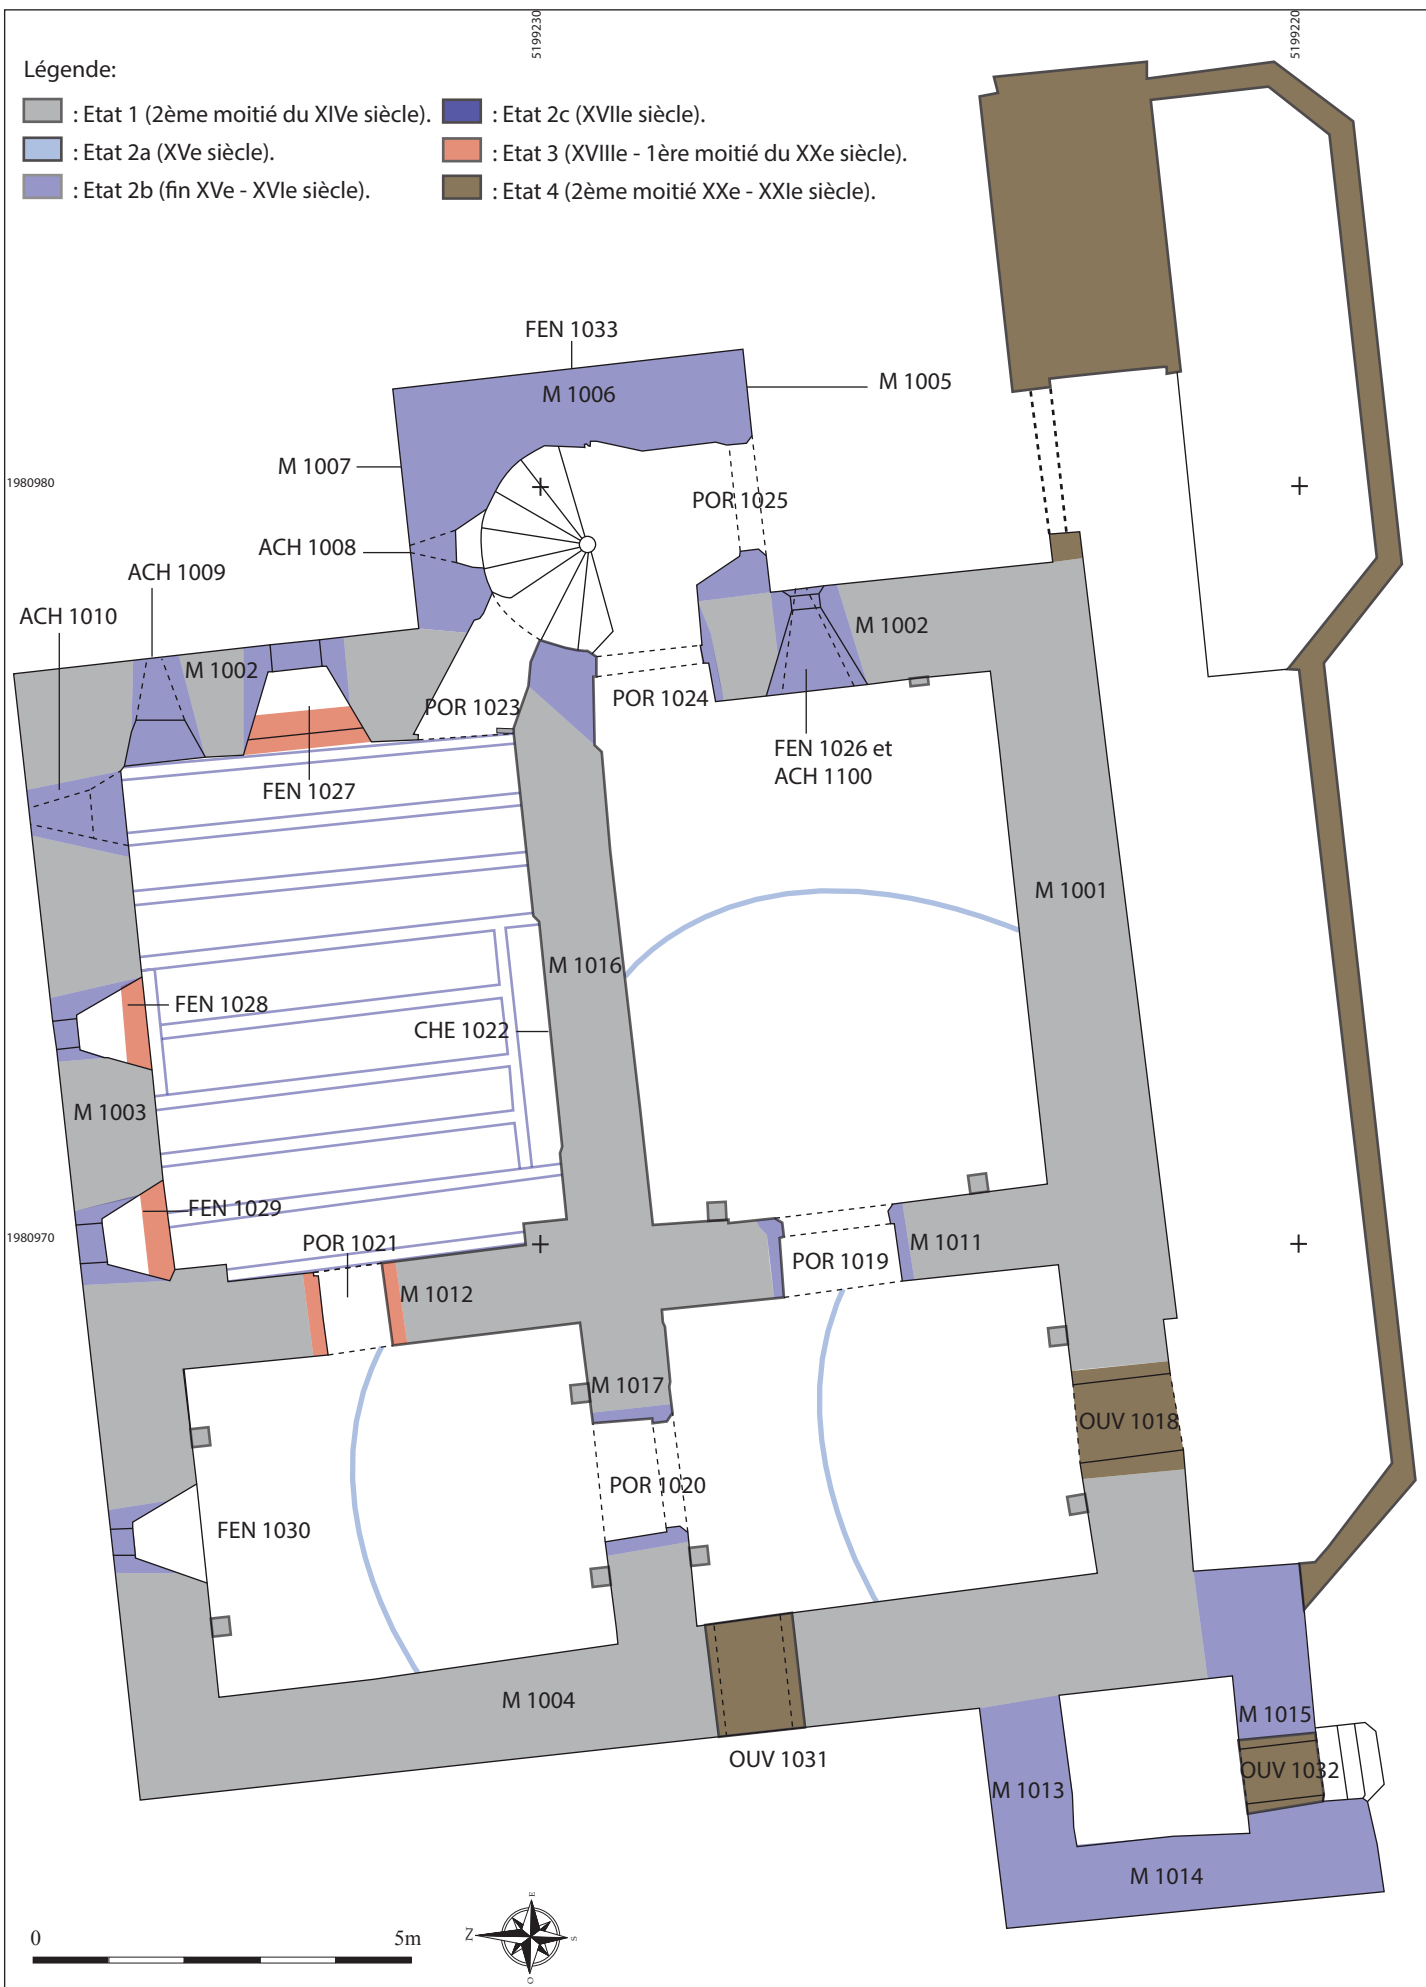 5199230
5199220
Légende:
: Etat 1 (2ème moitié du XIVe siècle).
: Etat 2a (XVe siècle).
: Etat 2b (fin XVe - XVIe siècle).
: Etat 2c (XVIIe siècle).
: Etat 3 (XVIIIe - 1ère moitié du XXe siècle).
: Etat 4 (2ème moitié XXe - XXIe siècle).
FEN 1033
M 1005
M 1006
M 1007
1980980
POR 1025
ACH 1008
ACH 1009
ACH 1010
M 1002
M 1002
POR 1024
POR 1023
FEN 1026 et
ACH 1100
FEN 1027
M 1001
M 1016
FEN 1028
CHE 1022
M 1003
FEN 1029
1980970
POR 1021
M 1011
POR 1019
M 1012
M 1017
OUV 1018
POR 1020
FEN 1030
M 1004
M 1015
OUV 1031
OUV 1032
M 1013
M 1014
0
5m
E
Z
S
O